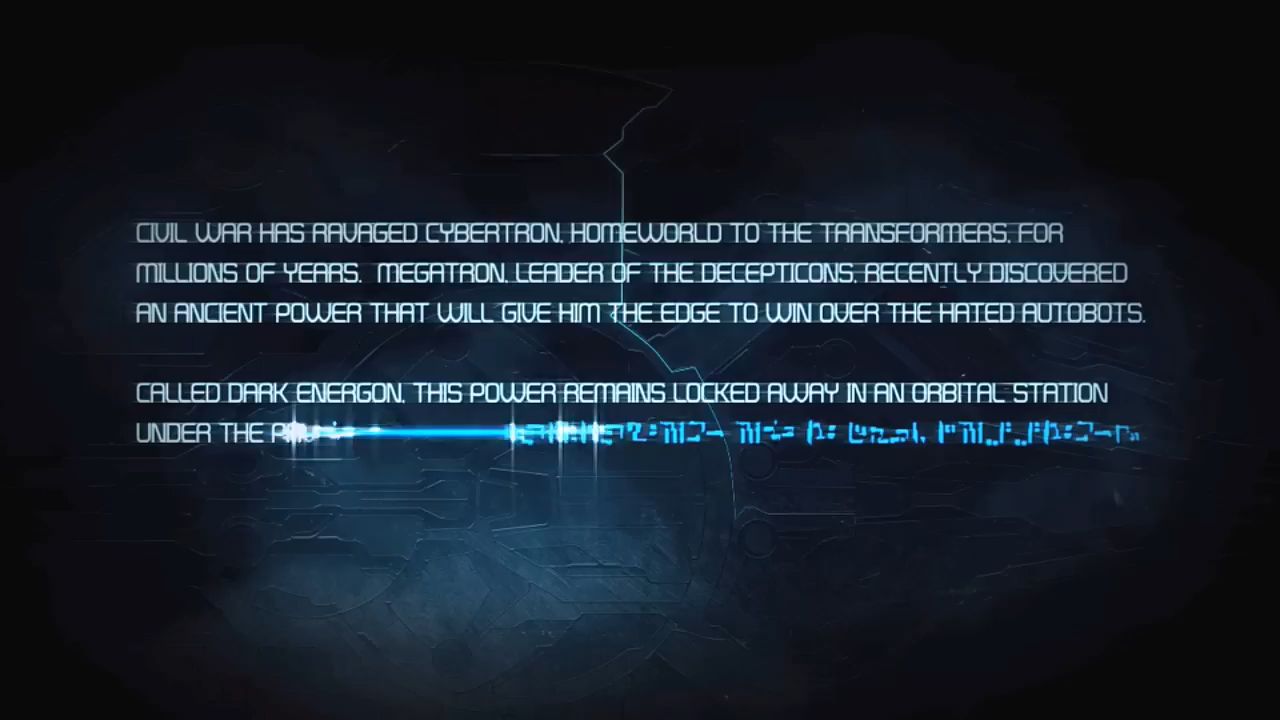 CIVIL WAR HAS RAVAGED CYBERTRON, HOMEWORLD TO THE TRANSFORMERS, FOR
MILLIONS OF YEARS.  MEGATRON, LEADER OF THE DECEPTICONS, RECENTLY DISCOVERED
AN ANCIENT POWER THAT WILL GIVE HIM THE EDGE TO WIN OVER THE HATED AUTOBOTS.
CALLED DARK ENERGON, THIS POWER REMAINS LOCKED AWAY IN AN ORBITAL STATION
UNDER THE